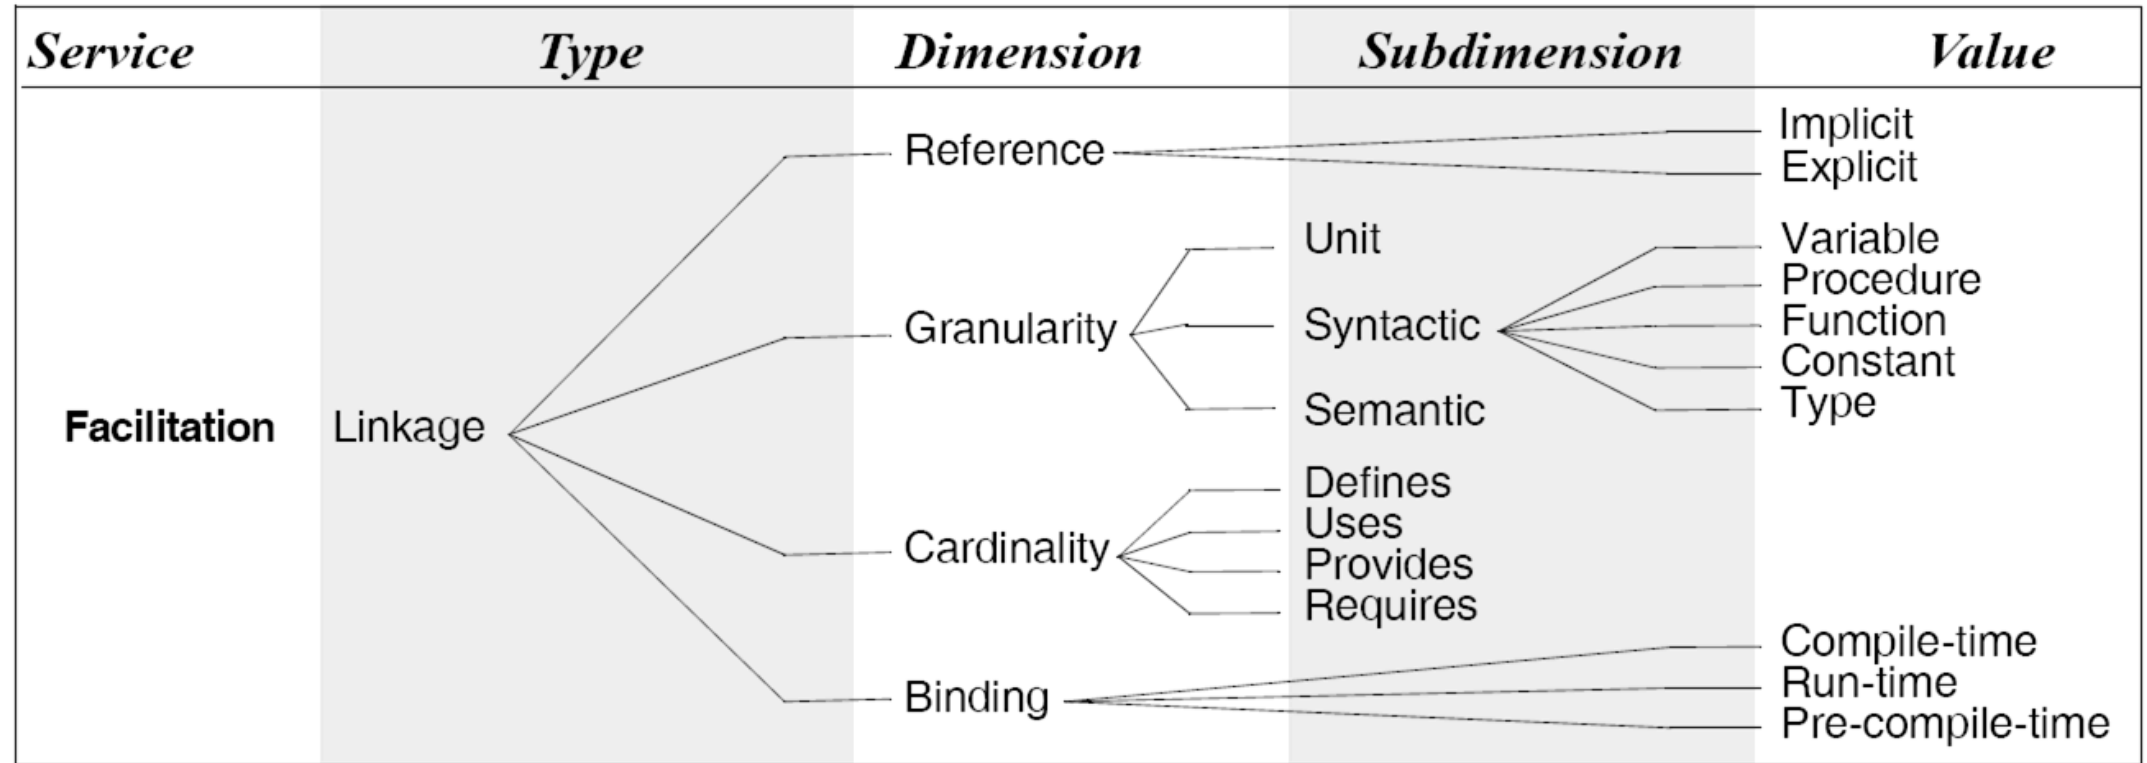 Service Type Dimension Subdimension Value
Reference
Implicit
Explicit
Unit
Variable
Procedure
Granularity
Syntactic
Function
Constant
Semantic
Type
Facilitation
Linkage
Defines
Uses
Cardinality
Provides
Requires
Compile-time
Binding
Run-time
Pre-compile-time